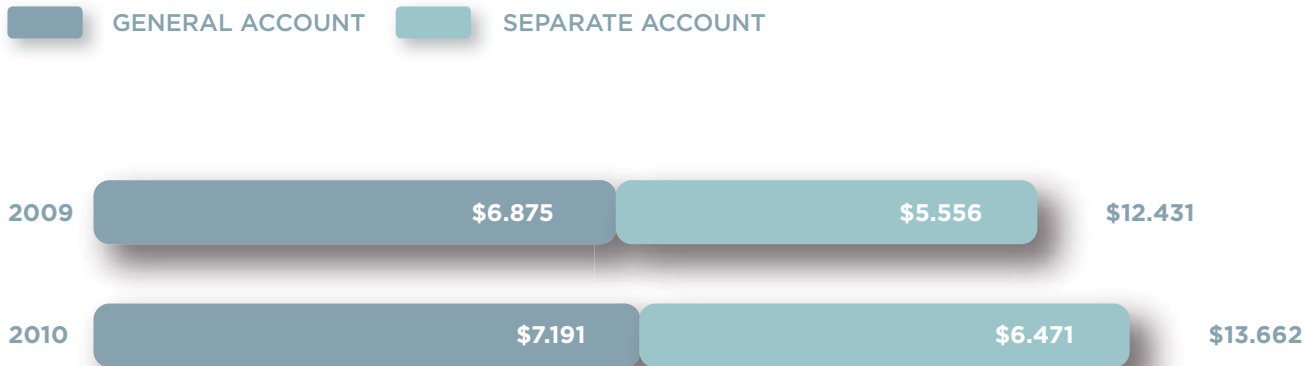 GENERAL ACCOUNT SEPARATE ACCOUNT
2009 $6.875 $5.556 $12.431
2010 $7.191 $6.471 $13.662